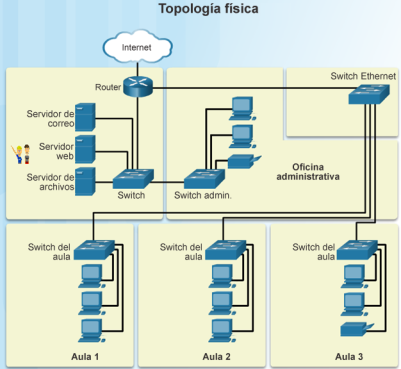 Topología física
Internet
Router
Switch Ethernet
Servidor de
correo
Servidor
web
Servidor de
archivos
Switch
Switch admin.
Oficina
administrativa
Switch del
aula
Switch del
aula
Switch del
aula
Aula 1
Aula 2
Aula 3